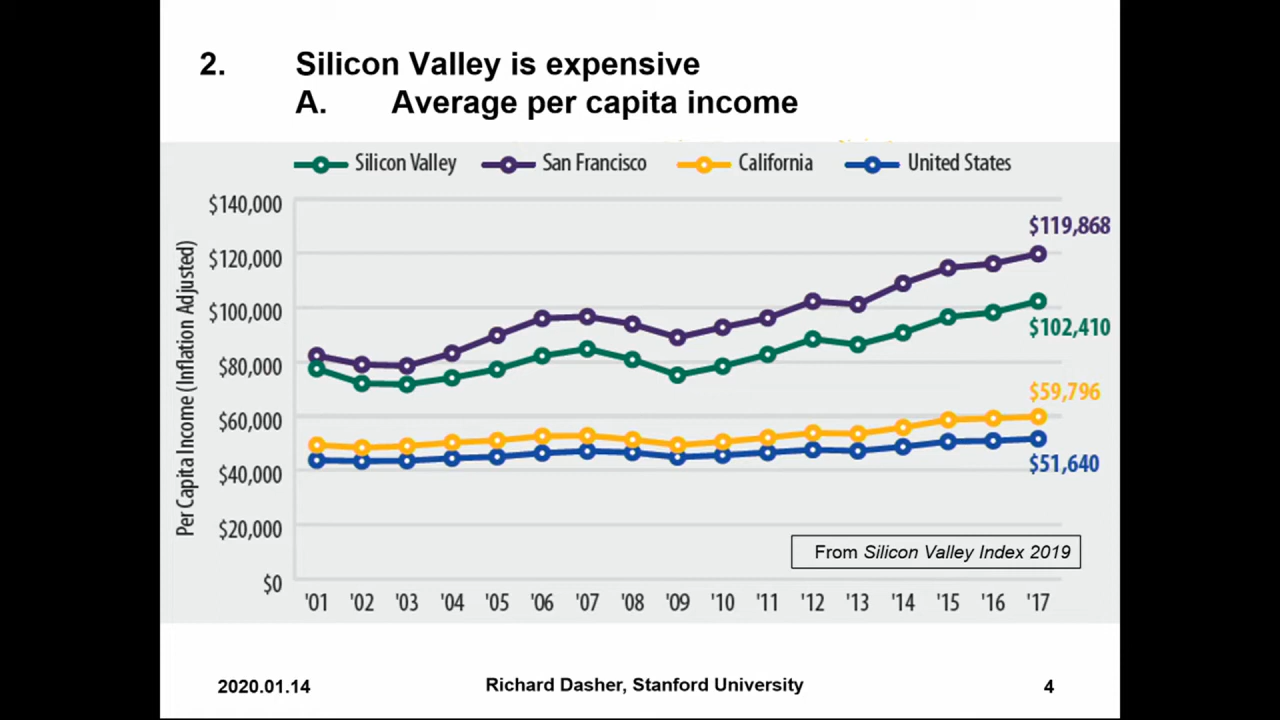 2. Silicon Valley is expensive
A. Average per capita income
Silicon Valley San Francisco California United States
$140,000
$119,868
$120,000
$100,000
$102,410
$80,000
$59,796
$60,000
$51,640
$40,000
$20,000
$0
Per Capita Income (Inflation Adjusted)
From Silicon Valley Index 2019
'01 '02 '03 '04 '05 '06 '07 '08 '09 '10 '11 '12 '13 '14 '15 '16 '17
2020.01.14 Richard Dasher, Stanford University 4